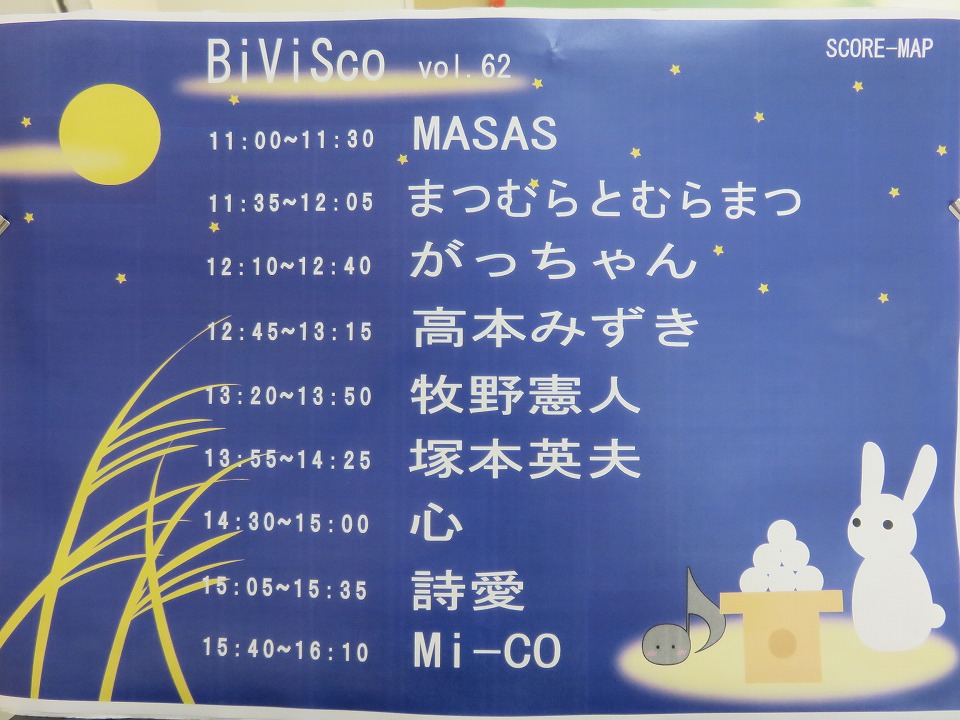 BiViSco vol.62
SCORE-MAP
11:00~11:30 MASAS
11:35~12:05 まつむらとむらまつ
12:10~12:40 がっちゃん
12:45~13:15 高本みずき
13:20~13:50 牧野憲人
13:55~14:25 塚本英夫
14:30~15:00 心
15:05~15:35 詩愛
15:40~16:10 Mi-CO